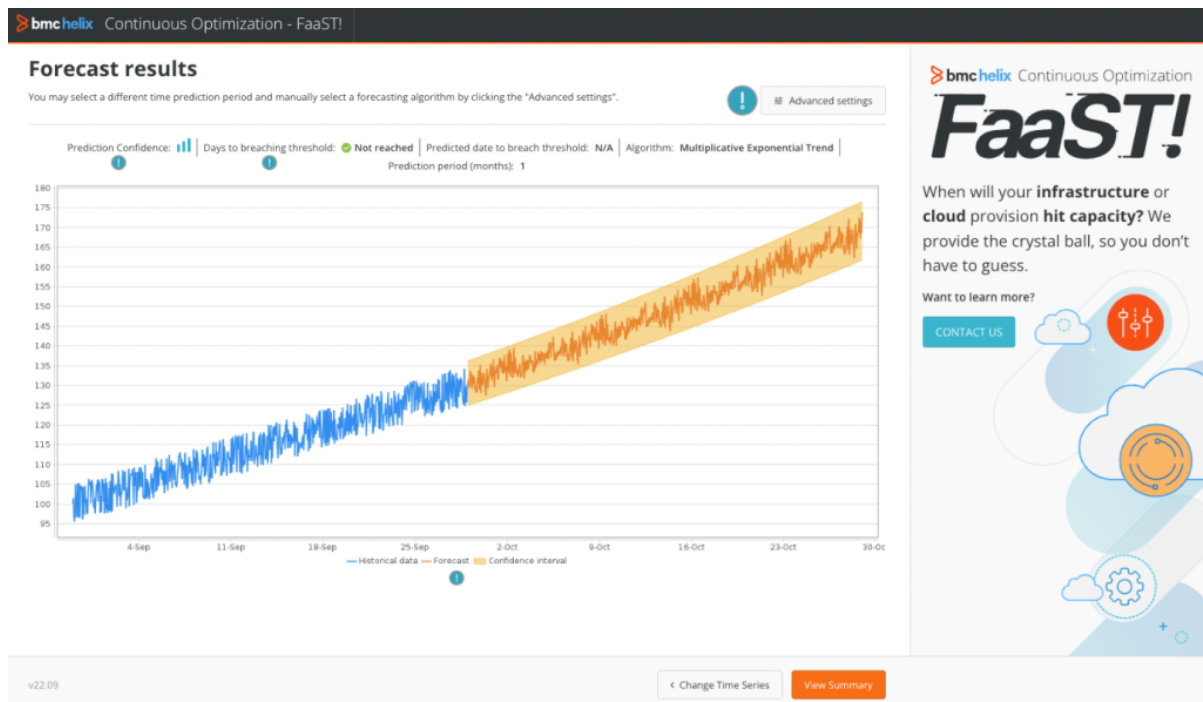 bmc helix Continuous Optimization - FaaST!
Forecast results
You may select a different time prediction period and manually select a forecasting algorithm by clicking the "Advanced settings".
! Advanced settings
Prediction Confidence: Days to breaching threshold: Not reached Predicted date to breach threshold: N/A Algorithm: Multiplicative Exponential Trend
! !
Prediction period (months): 1
180
175
170
165
160
155
150
145
140
135
130
125
120
115
110
105
100
95
4-Sep 11-Sep 18-Sep 25-Sep 2-Oct 9-Oct 16-Oct 23-Oct 30-Oc
Historical data Forecast Confidence interval
!
bmc helix Continuous Optimization
FaaST!
When will your infrastructure or
cloud provision hit capacity? We
provide the crystal ball, so you don't
have to guess.
Want to learn more?
CONTACT US
v22.09
< Change Time Series
View Summary